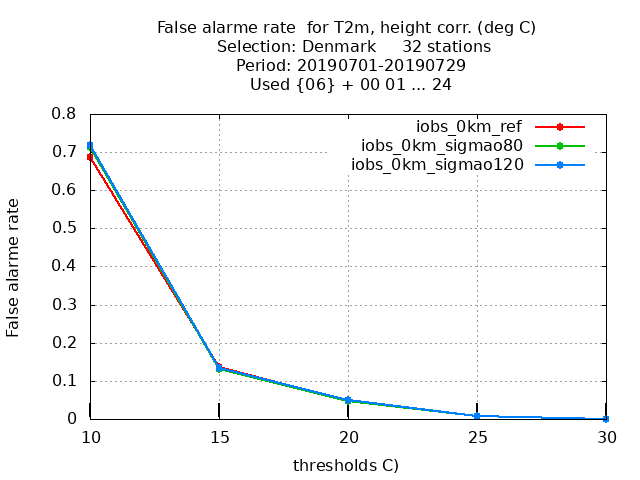 False alarme rate  for T2m, height corr. (deg C)
Selection: Denmark     32 stations
Period: 20190701-20190729
Used {06} + 00 01 ... 24
iobs_0km_ref
iobs_0km_sigmao80
iobs_0km_sigmao120
False alarme rate
0.8
0.7
0.6
0.5
0.4
0.3
0.2
0.1
0
10 15 20 25 30
thresholds C)